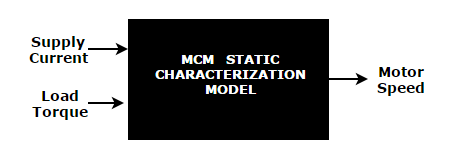 Supply
Current
Load
Torque
MCM STATIC
CHARACTERIZATION
MODEL
Motor
Speed